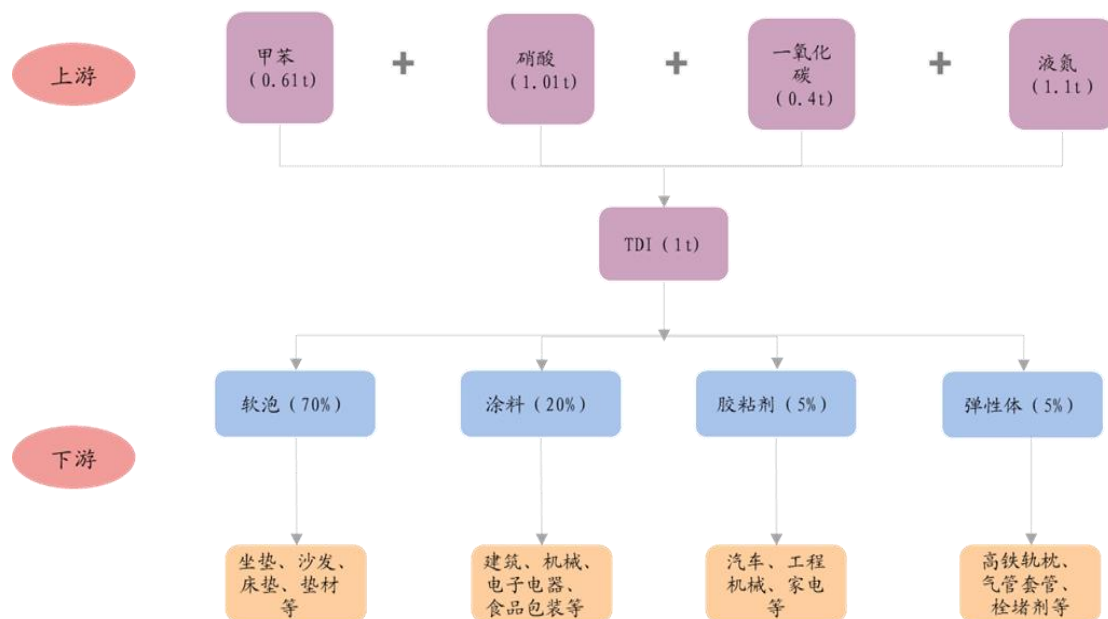 上游
甲苯
(0.61t)
硝酸
(1.01t)
一氧化
碳
(0.4t)
液氮
(1.1t)
TDI(1t)
软泡(70%)
涂料(20%)
胶粘剂(5%)
弹性体(5%)
下游
坐垫、沙发、
床垫、垫材
等
建筑、机械、
电子电器、
食品包装等
汽车、工程
机械、家电
等
高铁轨枕、
气管套管、
栓堵剂等